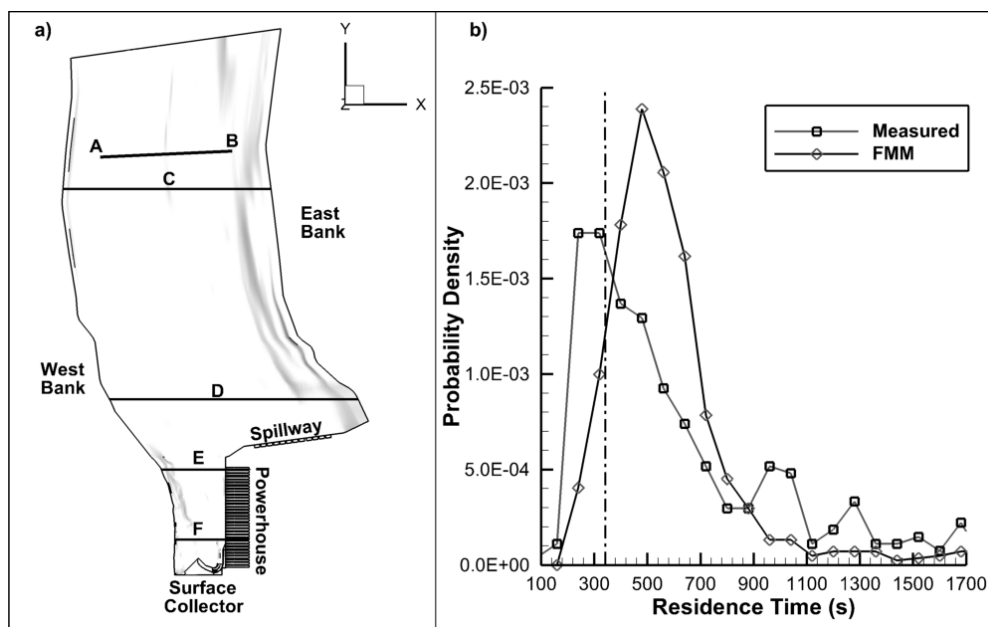 a)
Y
Z
X
A
B
C
East
Bank
West
Bank
D
Spillway
E
Powerhouse
F
Surface
Collector
b)
2.5E-03
2.0E-03
1.5E-03
1.0E-03
5.0E-04
0.0E+00
Probability Density
Measured
FMM
100 300 500 700 900 1100 1300 1500 1700
Residence Time (s)